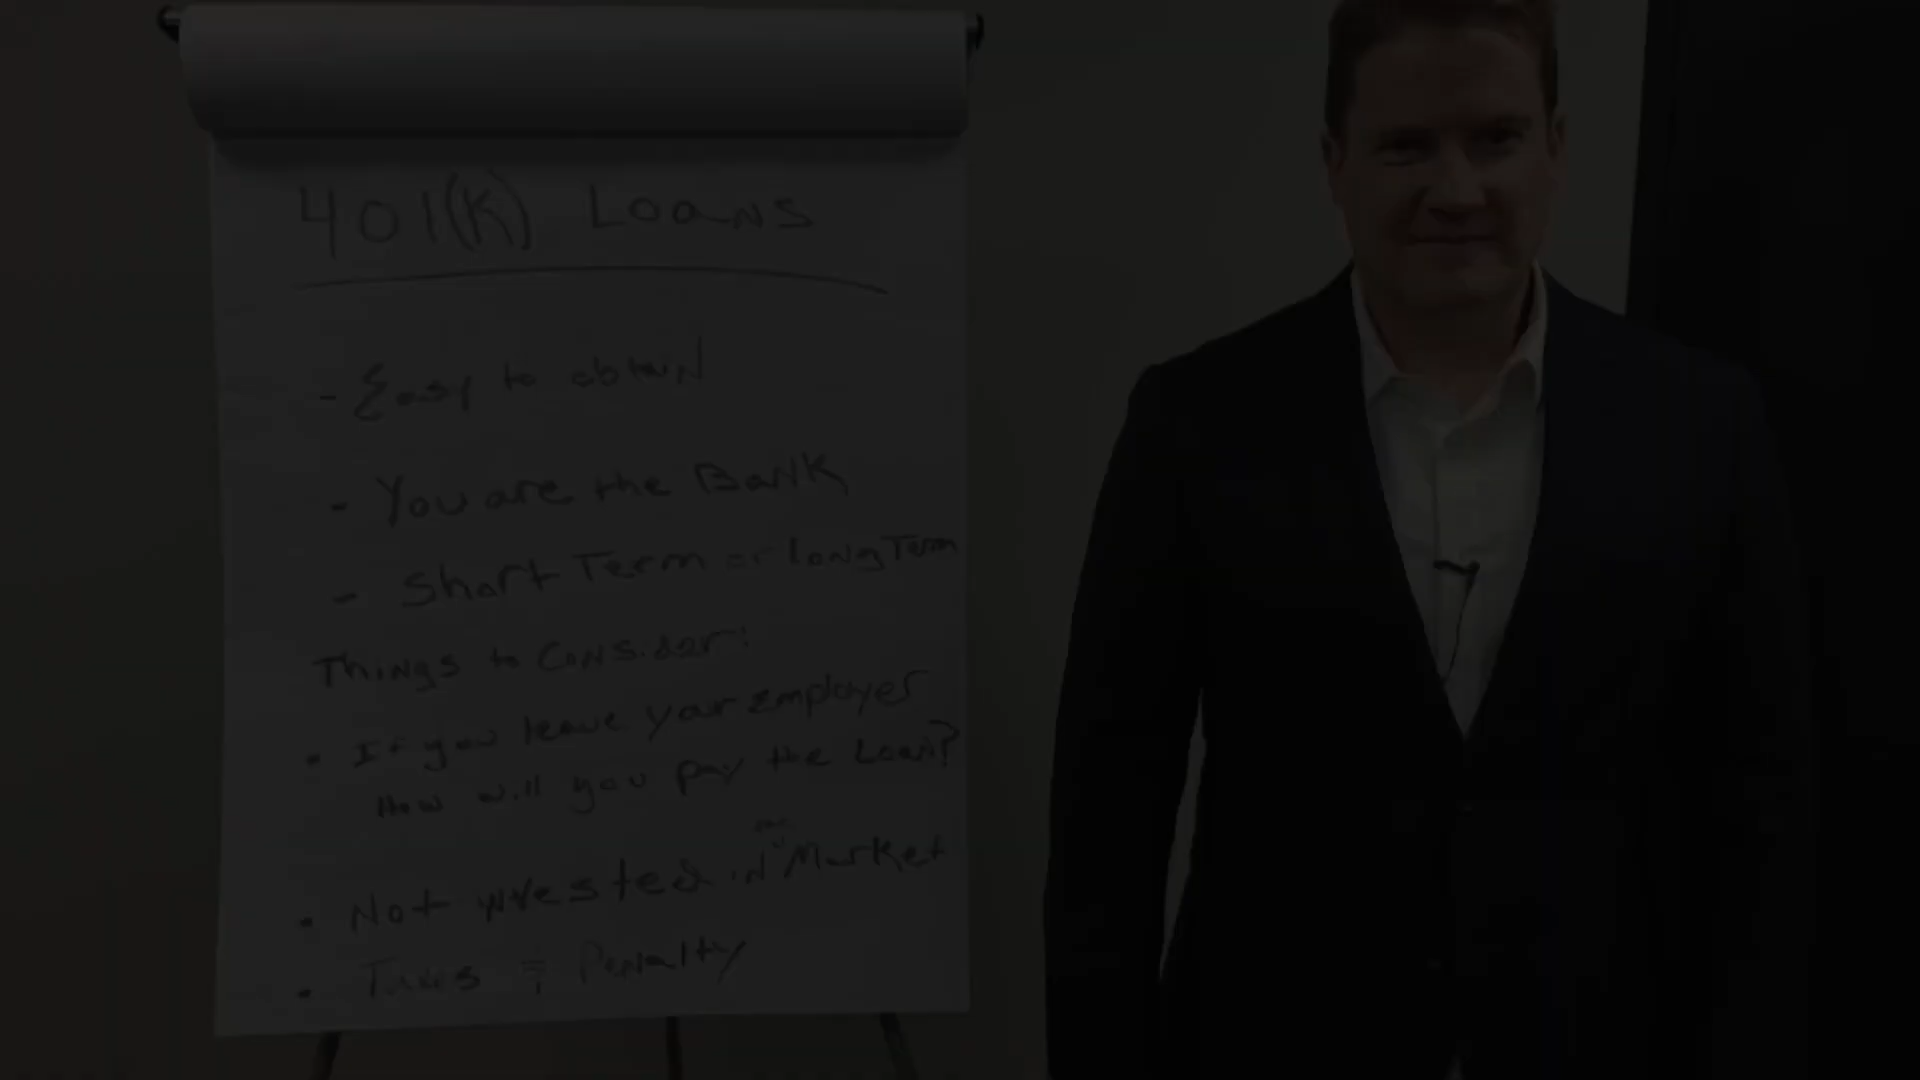 401(K) Loans
- Easy to obtain
- You are the Bank
- Short Term or Long Term
Things to Consider:
• If you leave your Employer
How will you pay the Loan?
• Not invested in Market
• Taxes & Penalty